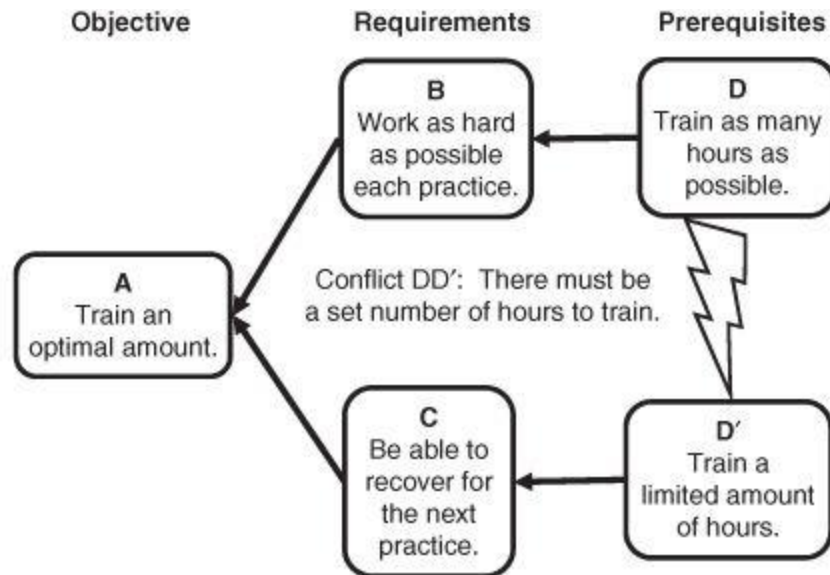 Objective
Requirements
Prerequisites
B
Work as hard
as possible
each practice.
D
Train as many
hours as
possible.
A
Train an
optimal amount.
Conflict DD′: There must be
a set number of hours to train.
C
Be able to
recover for
the next
practice.
D′
Train a
limited amount
of hours.